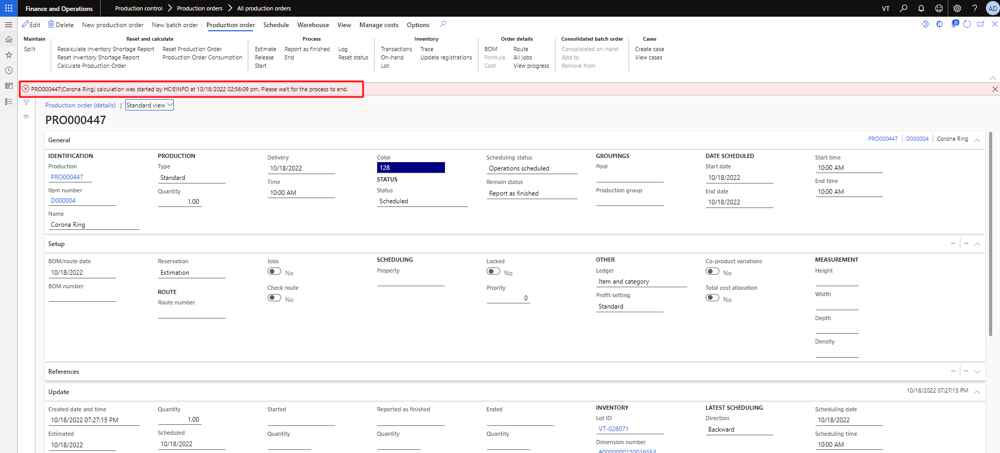 Finance and Operations
Production control > Production orders > All production orders
VT
AD
Edit Delete New production order New batch order Production order Schedule Warehouse View Manage costs Options
0
Maintain
Split
Reset and calculate
Recalculate Inventory Shortage Report Reset Production Order
Reset Inventory Shortage Report Production Order Consumption
Calculate Production Order
Process
Estimate Report as finished Log
Release End Reset status
Start
Inventory
Transactions Trace
On-hand Update registrations
Lot
Order details
BOM Route
Formula All jobs
Cost View progress
Consolidated batch order
Consolidated on-hand
Add to
Remove from
Cases
Create case
View cases
PRO000447(Corona Ring) calculation was started by HCIEINFO at 10/18/2022 02:56:09 pm. Please wait for the process to end.
Production order (details) | Standard view
PRO000447
General
PRO000447 D000004 Corona Ring
IDENTIFICATION
Production
PRO000447
Item number
D000004
Name
Corona Ring
PRODUCTION
Type
Standard
Quantity
1.00
Delivery
10/18/2022
Time
10:00 AM
Color
128
STATUS
Status
Scheduled
Scheduling status
Operations scheduled
Remain status
Report as finished
GROUPINGS
Pool
Production group
DATE SCHEDULED
Start date
10/18/2022
End date
10/18/2022
Start time
10:00 AM
End time
10:00 AM
Setup
-- --
BOM/route date
10/18/2022
BOM number
Reservation
Estimation
ROUTE
Route number
Jobs
No
Check route
No
SCHEDULING
Property
Locked
No
Priority
0
OTHER
Ledger
Item and category
Profit-setting
Standard
Co-product variations
No
Total cost allocation
No
MEASUREMENT
Height
Width
Depth
Density
References
-- --
Update
10/18/2022 07:27:15 PM
Created date and time
10/18/2022 07:27:15 PM
Estimated
10/18/2022
Quantity
1.00
Scheduled
10/18/2022
Started
Quantity
Reported as finished
Quantity
Ended
Quantity
INVENTORY
Lot ID
VT-026071
Dimension number
LATEST SCHEDULING
Direction
Backward
Scheduling date
10/18/2022
Scheduling time
10:00 AM